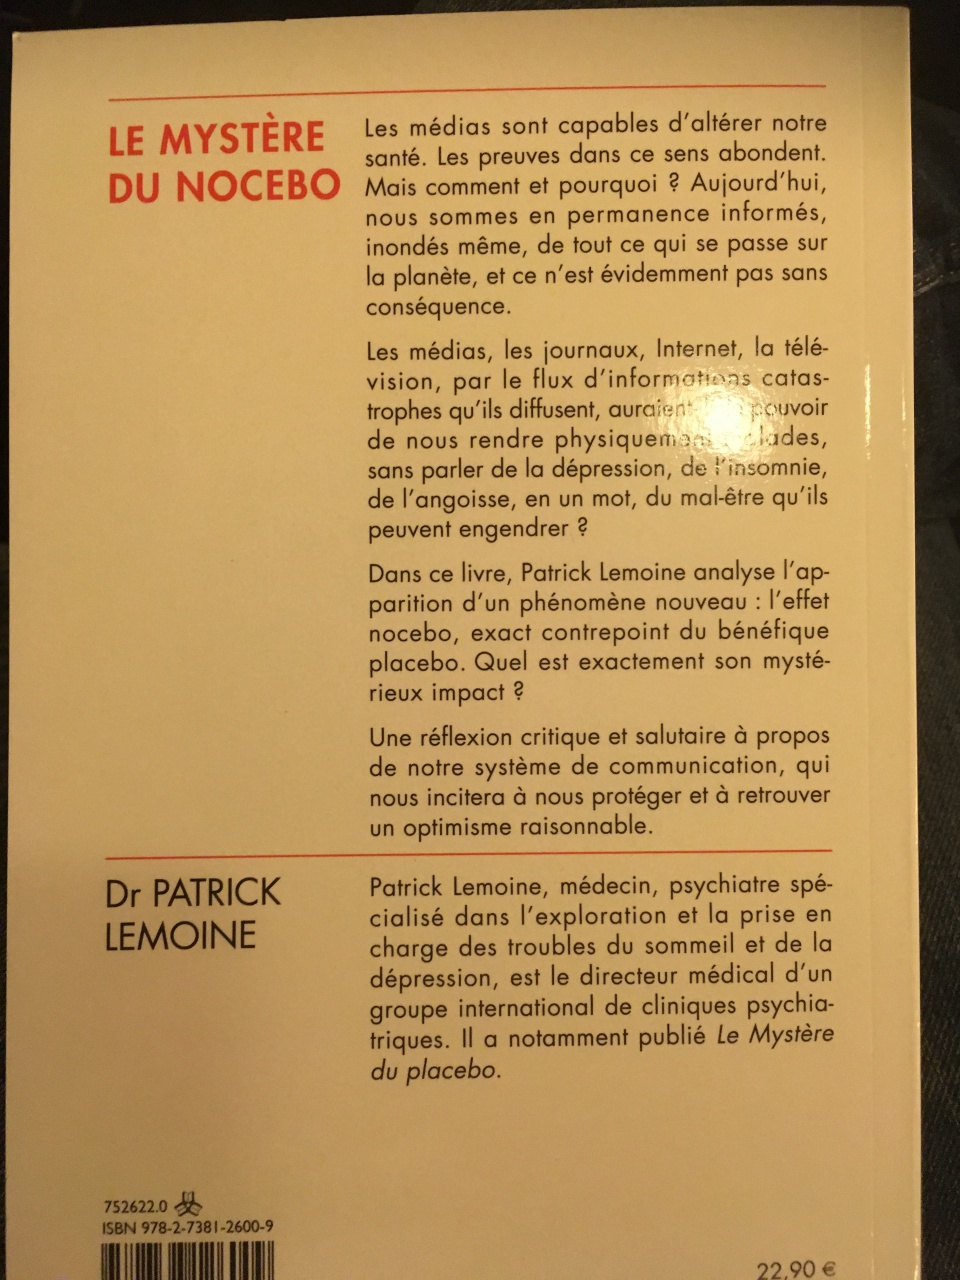 LE MYSTÈRE
DU NOCEBO
Les médias sont capables d'altérer notre
santé. Les preuves dans ce sens abondent.
Mais comment et pourquoi ? Aujourd'hui,
nous sommes en permanence informés,
inondés même, de tout ce qui se passe sur
la planète, et ce n'est évidemment pas sans
conséquence.
Les médias, les journaux, Internet, la télé-
vision, par le flux d'informations catas-
trophes qu'ils diffusent, auraient pouvoir
de nous rendre physiquement
sans parler de la dépression, de l'insomnie,
de l'angoisse, en un mot, du mal-être qu'ils
peuvent engendrer ?
Dans ce livre, Patrick Lemoine analyse l'ap-
parition d'un phénomène nouveau : l'effet
nocebo, exact contrepoint du bénéfique
placebo. Quel est exactement son mysté-
rieux impact ?
Une réflexion critique et salutaire à propos
de notre système de communication, qui
nous incitera à nous protéger et à retrouver
un optimisme raisonnable.
Dr PATRICK
LEMOINE
Patrick Lemoine, médecin, psychiatre spé-
cialisé dans l'exploration et la prise en
charge des troubles du sommeil et de la
dépression, est le directeur médical d'un
groupe international de cliniques psychia-
triques. Il a notamment publié Le Mystère
du placebo.
752622.0
ISBN 978-2-7381-2600-9
22,90 €